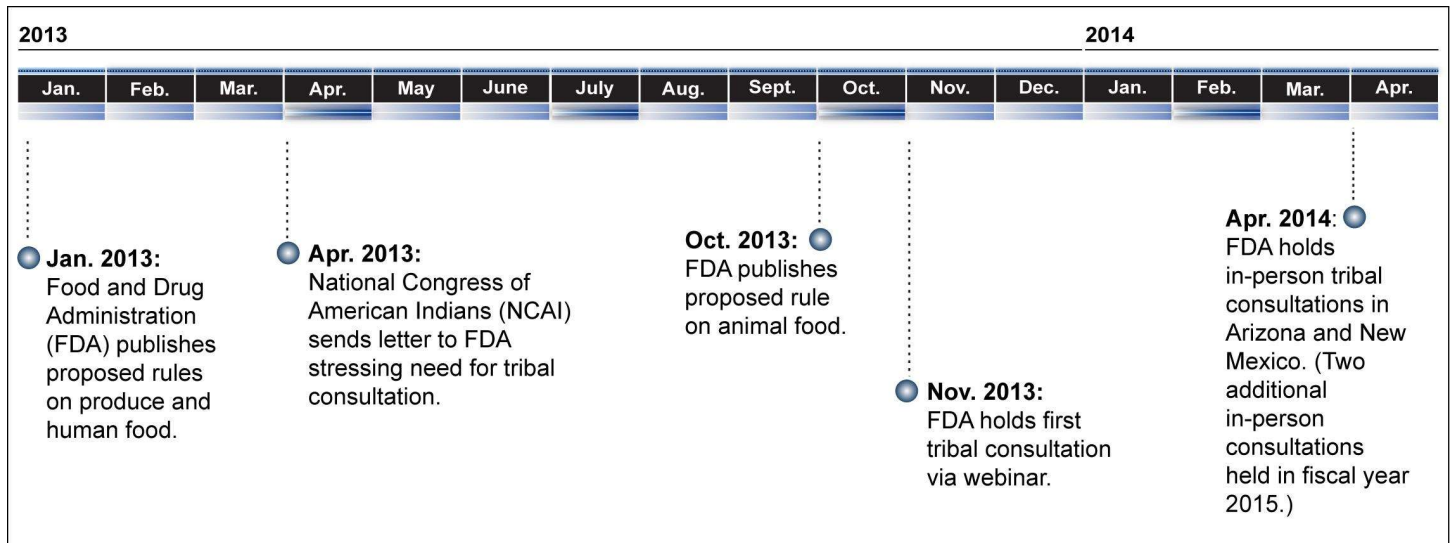 2013
2014
Jan. Feb. Mar. Apr. May June July Aug. Sept. Oct. Nov. Dec. Jan. Feb. Mar. Apr.
Jan. 2013:
Food and Drug
Administration
(FDA) publishes
proposed rules
on produce and
human food.
Apr. 2013:
National Congress of
American Indians (NCAI)
sends letter to FDA
stressing need for tribal
consultation.
Oct. 2013:
FDA publishes
proposed rule
on animal food.
Nov. 2013:
FDA holds first
tribal consultation
via webinar.
Apr. 2014:
FDA holds
in-person tribal
consultations in
Arizona and New
Mexico. (Two
additional
in-person
consultations
held in fiscal year
2015.)